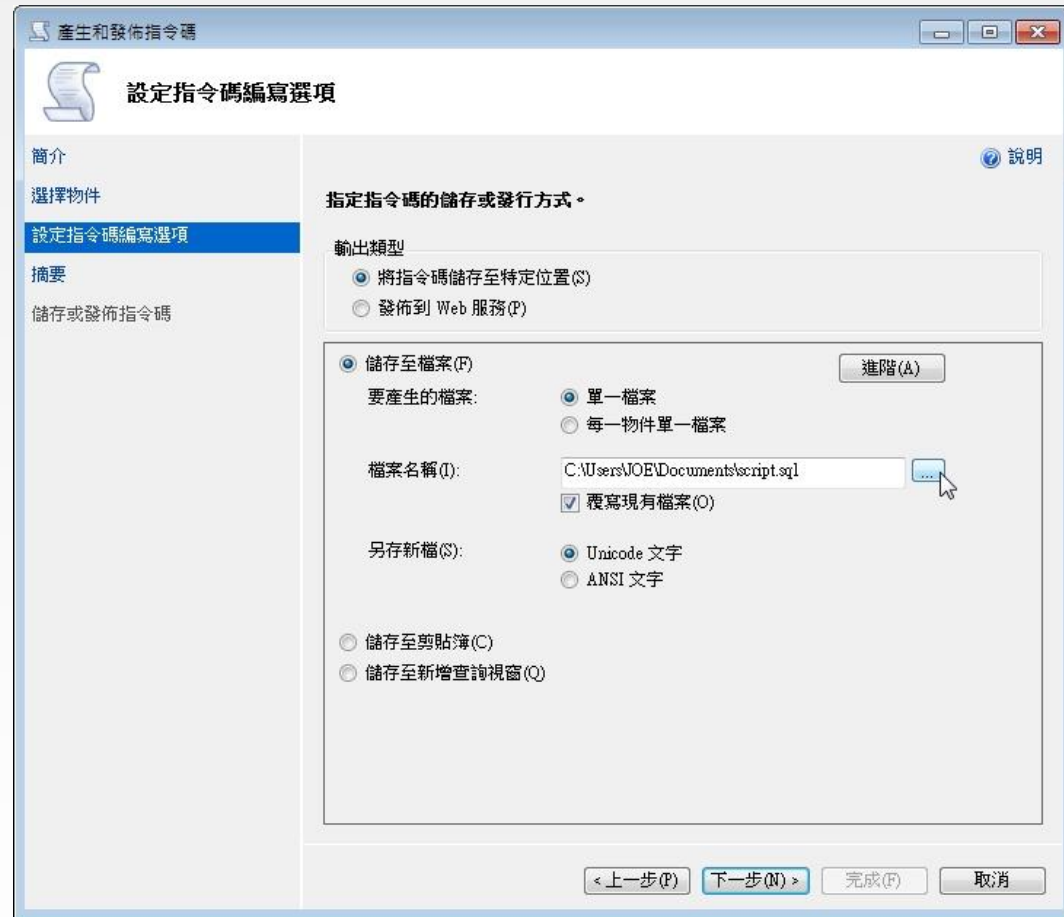 產生和發佈指令碼
設定指令碼編寫選項
簡介
選擇物件
設定指令碼編寫選項
摘要
儲存或發佈指令碼
說明
指定指令碼的儲存或發行方式。
輸出類型
將指令碼儲存至特定位置(S)
發佈到 Web 服務(P)
儲存至檔案(F)
進階(A)
要產生的檔案:
單一檔案
每一物件單一檔案
檔案名稱(I):
C:\Users\JOE\Documents\script.sql
...
覆寫現有檔案(O)
另存新檔(S):
Unicode 文字
ANSI 文字
儲存至剪貼簿(C)
儲存至新增查詢視窗(Q)
< 上一步(P)
下一步(N) >
完成(F)
取消